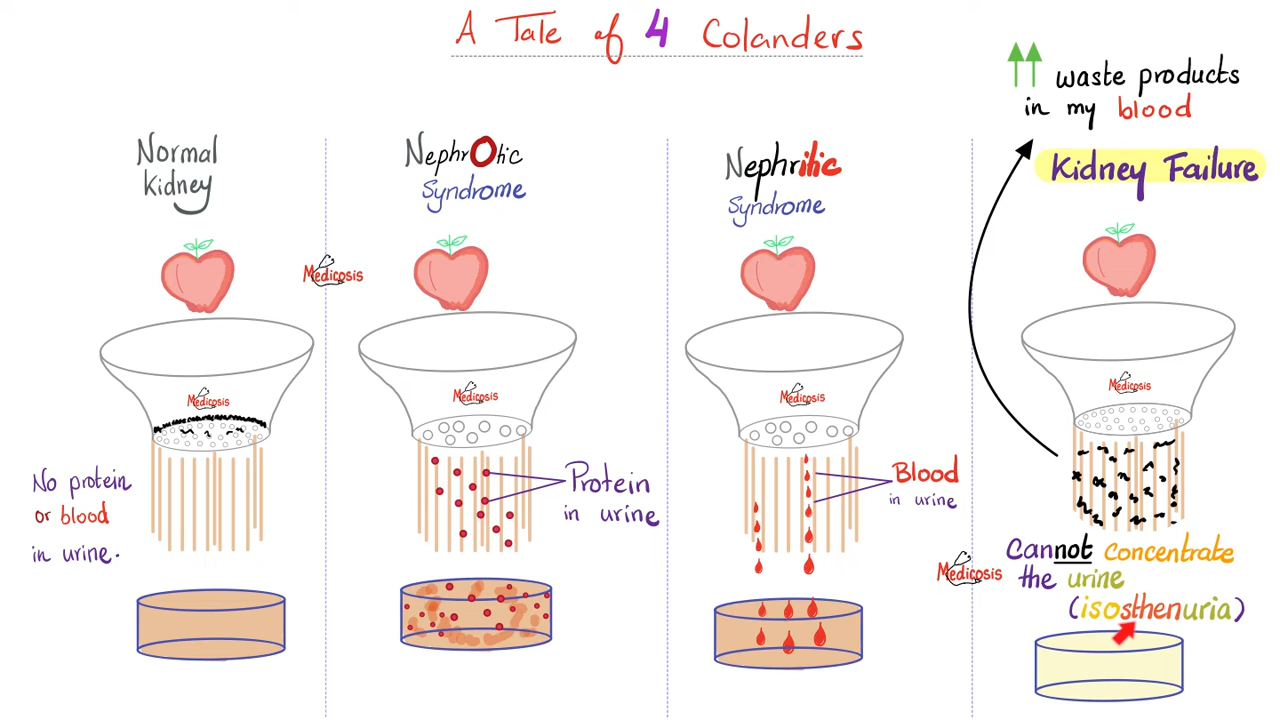 A Tale of 4 Colanders
Normal
Kidney
No protein
or blood
in urine.
Medicosis
Medicosis
NephrOtic
Syndrome
Medicosis
Protein
in urine
Nephritic
Syndrome
Medicosis
Blood
in urine
waste products
in my blood
Kidney Failure
Medicosis
Cannot concentrate
the urine
(isosthenuria)
Medicosis